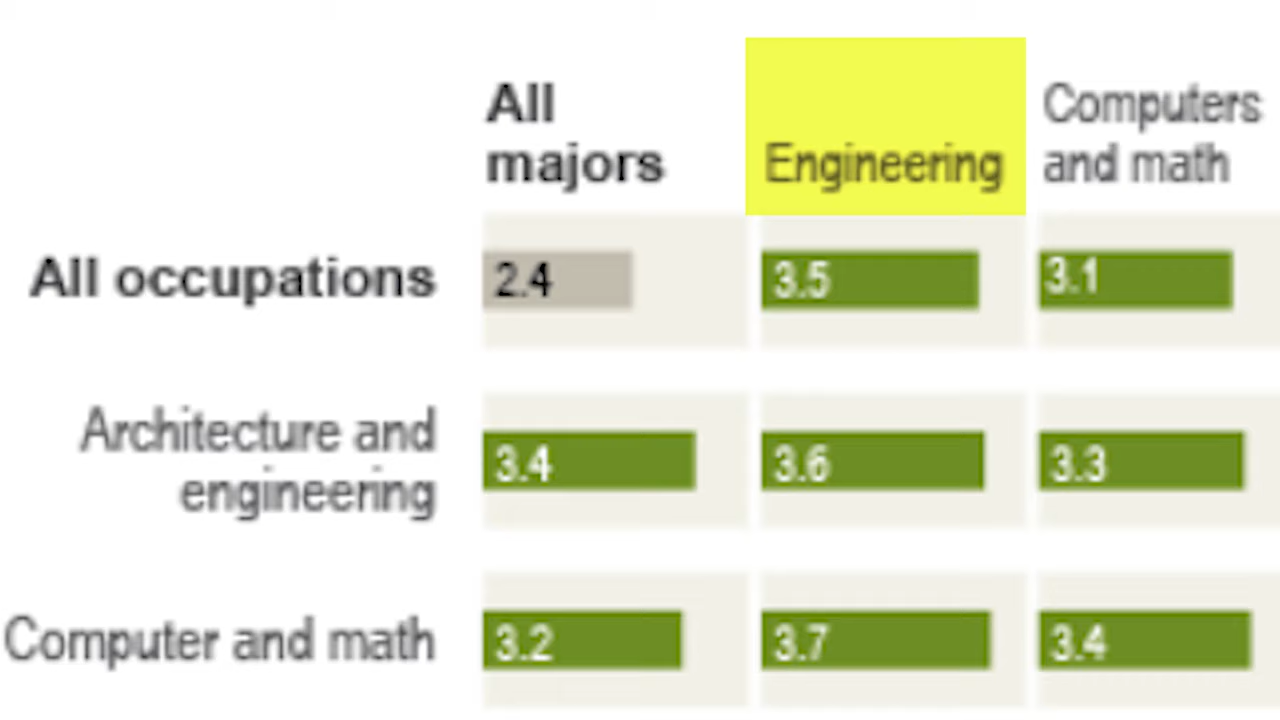 All
majors
Engineering
Computers
and math
All occupations
2.4
3.5
3.1
Architecture and
engineering
3.4
3.6
3.3
Computer and math
3.2
3.7
3.4